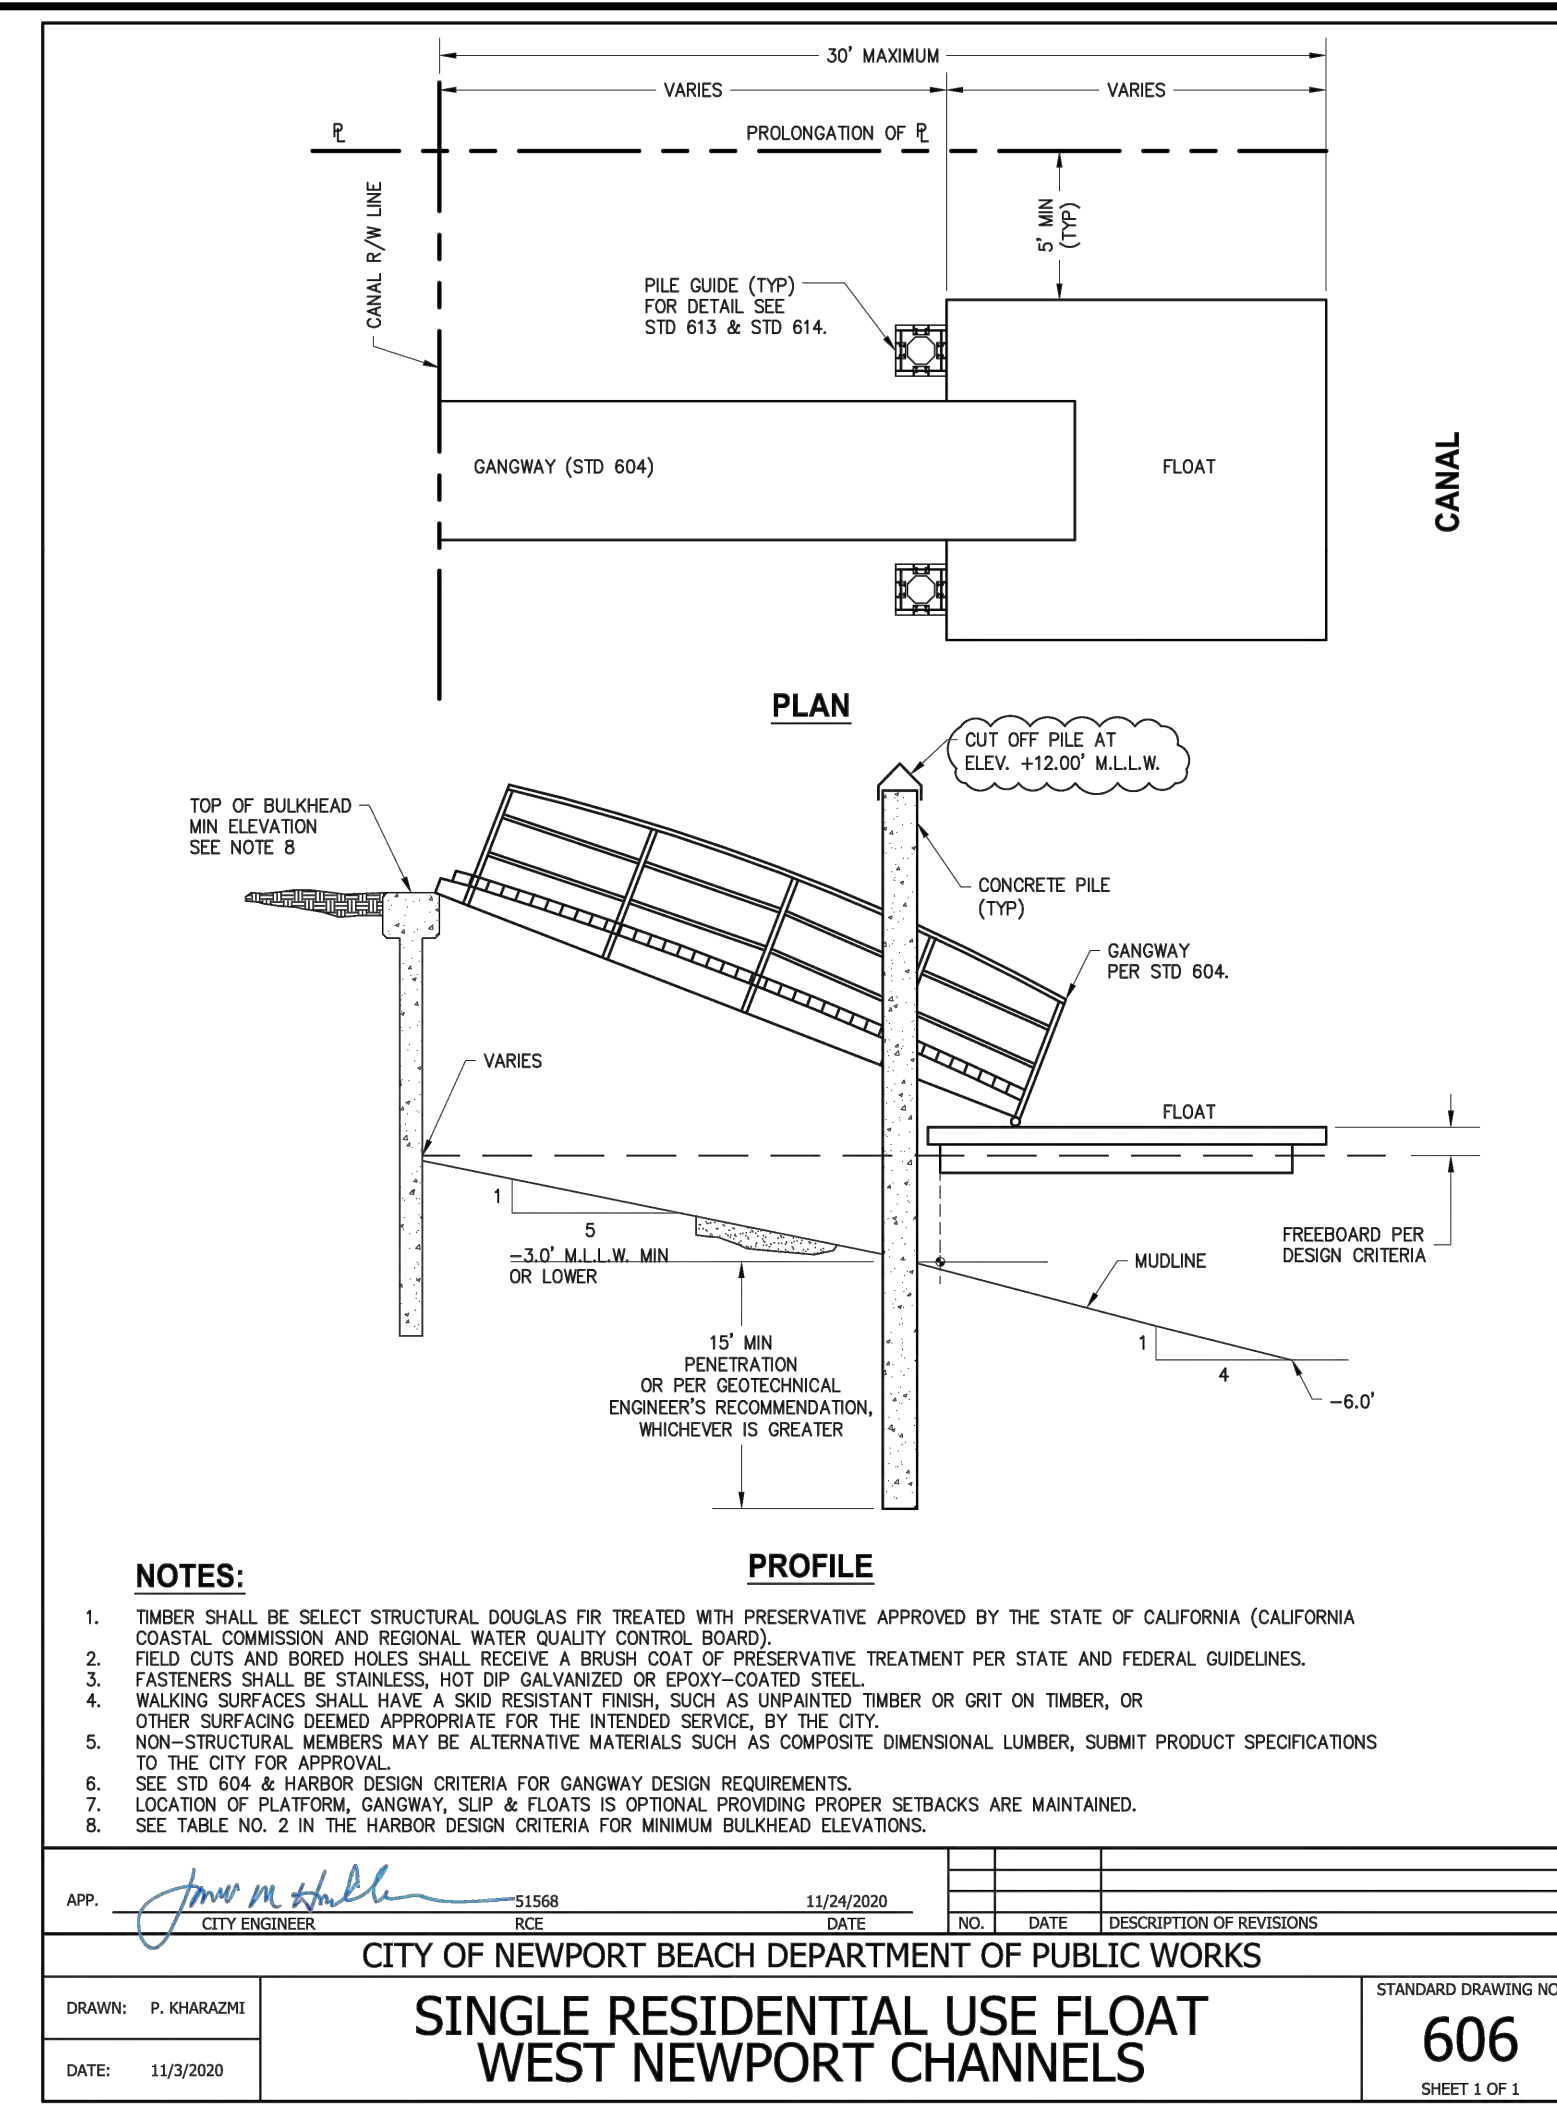 30' MAXIMUM
VARIES
VARIES
℄
PROLONGATION OF ℄
CANAL R/W LINE
5' MIN
(TYP)
PILE GUIDE (TYP)
FOR DETAIL SEE
STD 613 & STD 614.
GANGWAY (STD 604)
FLOAT
CANAL
PLAN
CUT OFF PILE AT
ELEV. +12.00' M.L.L.W.
TOP OF BULKHEAD
MIN ELEVATION
SEE NOTE 8
CONCRETE PILE
(TYP)
GANGWAY
PER STD 604.
VARIES
FLOAT
1
5
-3.0' M.L.L.W. MIN
OR LOWER
FREEBOARD PER
DESIGN CRITERIA
MUDLINE
15' MIN
PENETRATION
OR PER GEOTECHNICAL
ENGINEER'S RECOMMENDATION,
WHICHEVER IS GREATER
1
4
-6.0'
PROFILE
NOTES:
1. TIMBER SHALL BE SELECT STRUCTURAL DOUGLAS FIR TREATED WITH PRESERVATIVE APPROVED BY THE STATE OF CALIFORNIA (CALIFORNIA
COASTAL COMMISSION AND REGIONAL WATER QUALITY CONTROL BOARD).
2. FIELD CUTS AND BORED HOLES SHALL RECEIVE A BRUSH COAT OF PRESERVATIVE TREATMENT PER STATE AND FEDERAL GUIDELINES.
3. FASTENERS SHALL BE STAINLESS, HOT DIP GALVANIZED OR EPOXY-COATED STEEL.
4. WALKING SURFACES SHALL HAVE A SKID RESISTANT FINISH, SUCH AS UNPAINTED TIMBER OR GRIT ON TIMBER, OR
OTHER SURFACING DEEMED APPROPRIATE FOR THE INTENDED SERVICE, BY THE CITY.
5. NON-STRUCTURAL MEMBERS MAY BE ALTERNATIVE MATERIALS SUCH AS COMPOSITE DIMENSIONAL LUMBER, SUBMIT PRODUCT SPECIFICATIONS
TO THE CITY FOR APPROVAL.
6. SEE STD 604 & HARBOR DESIGN CRITERIA FOR GANGWAY DESIGN REQUIREMENTS.
7. LOCATION OF PLATFORM, GANGWAY, SLIP & FLOATS IS OPTIONAL PROVIDING PROPER SETBACKS ARE MAINTAINED.
8. SEE TABLE NO. 2 IN THE HARBOR DESIGN CRITERIA FOR MINIMUM BULKHEAD ELEVATIONS.
APP. 51568 11/24/2020
CITY ENGINEER RCE DATE
NO. DATE DESCRIPTION OF REVISIONS
CITY OF NEWPORT BEACH DEPARTMENT OF PUBLIC WORKS
DRAWN: P. KHARAZMI
DATE: 11/3/2020
SINGLE RESIDENTIAL USE FLOAT
WEST NEWPORT CHANNELS
STANDARD DRAWING NO
606
SHEET 1 OF 1